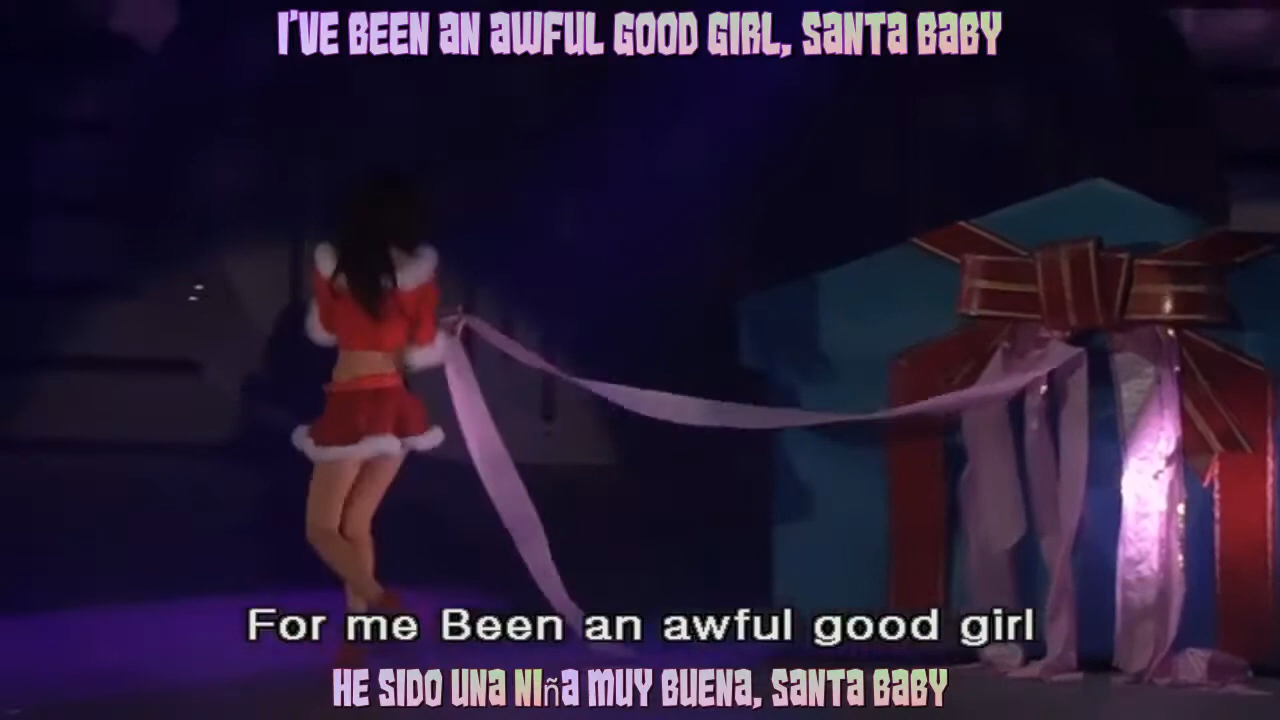 I'VE BEEN AN AWFUL GOOD GIRL, SANTA BABY
For me Been an awful good girl
HE SIDO UNA NIñA MUY BUENA, SANTA BABY